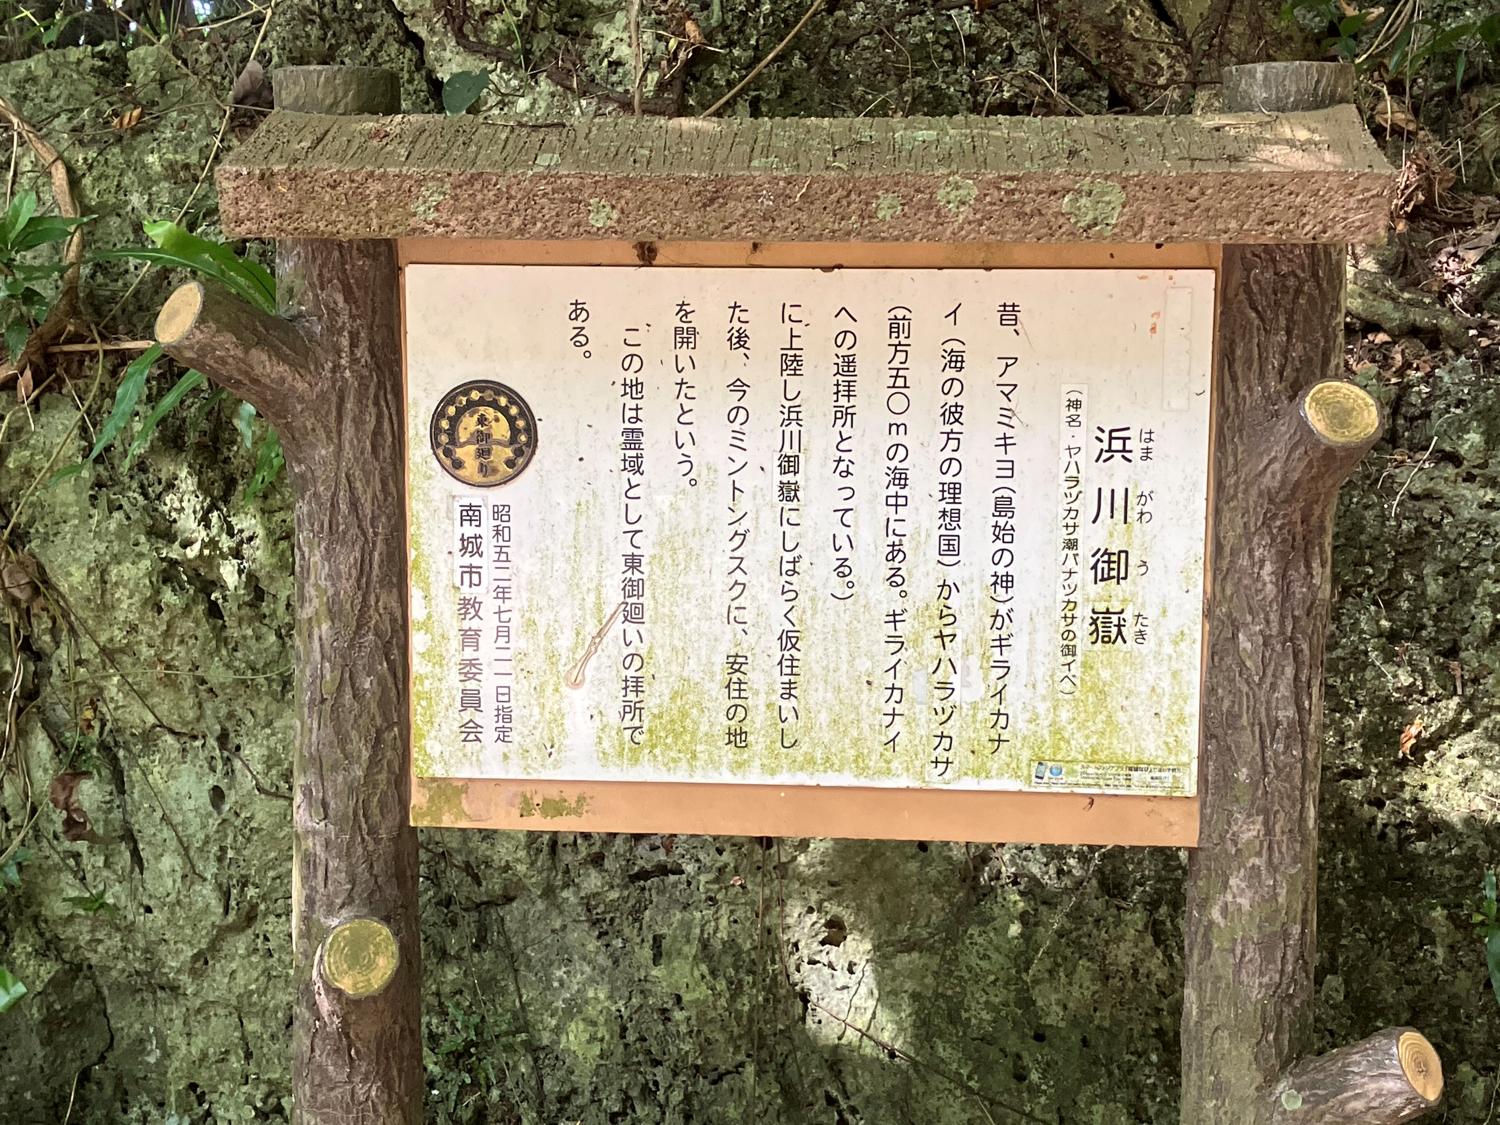 浜川御嶽
はま がわ う たき
（神名・ヤハラヅカサ潮バナツカサの御イベ）
昔、アマミキヨ（島始の神）がギライカナ
イ（海の彼方の理想国）からヤハラヅカサ
（前方五〇ｍの海中にある。ギライカナイ
への遥拝所となっている。）
に上陸し浜川御嶽にしばらく仮住まいし
た後、今のミントングスクに、安住の地
を開いたという。
この地は霊域として東御廻いの拝所で
ある。
昭和五二年七月二一日指定
南城市教育委員会
東御廻り